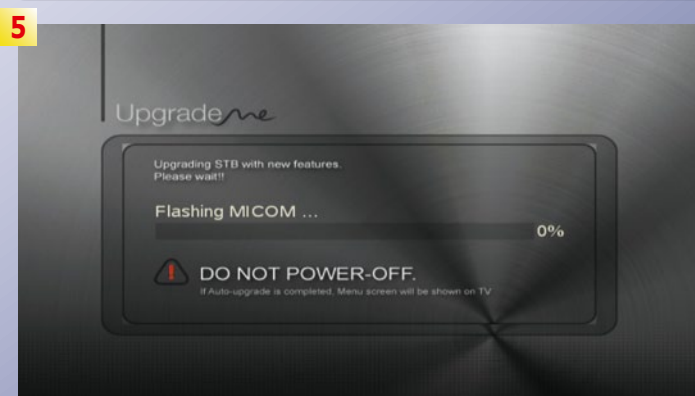 5
Upgrade me
Upgrading STB with new features.
Please wait!!
Flashing MICOM ...
0%
!
DO NOT POWER-OFF.
If Auto-upgrade is completed, Menu screen will be shown on TV